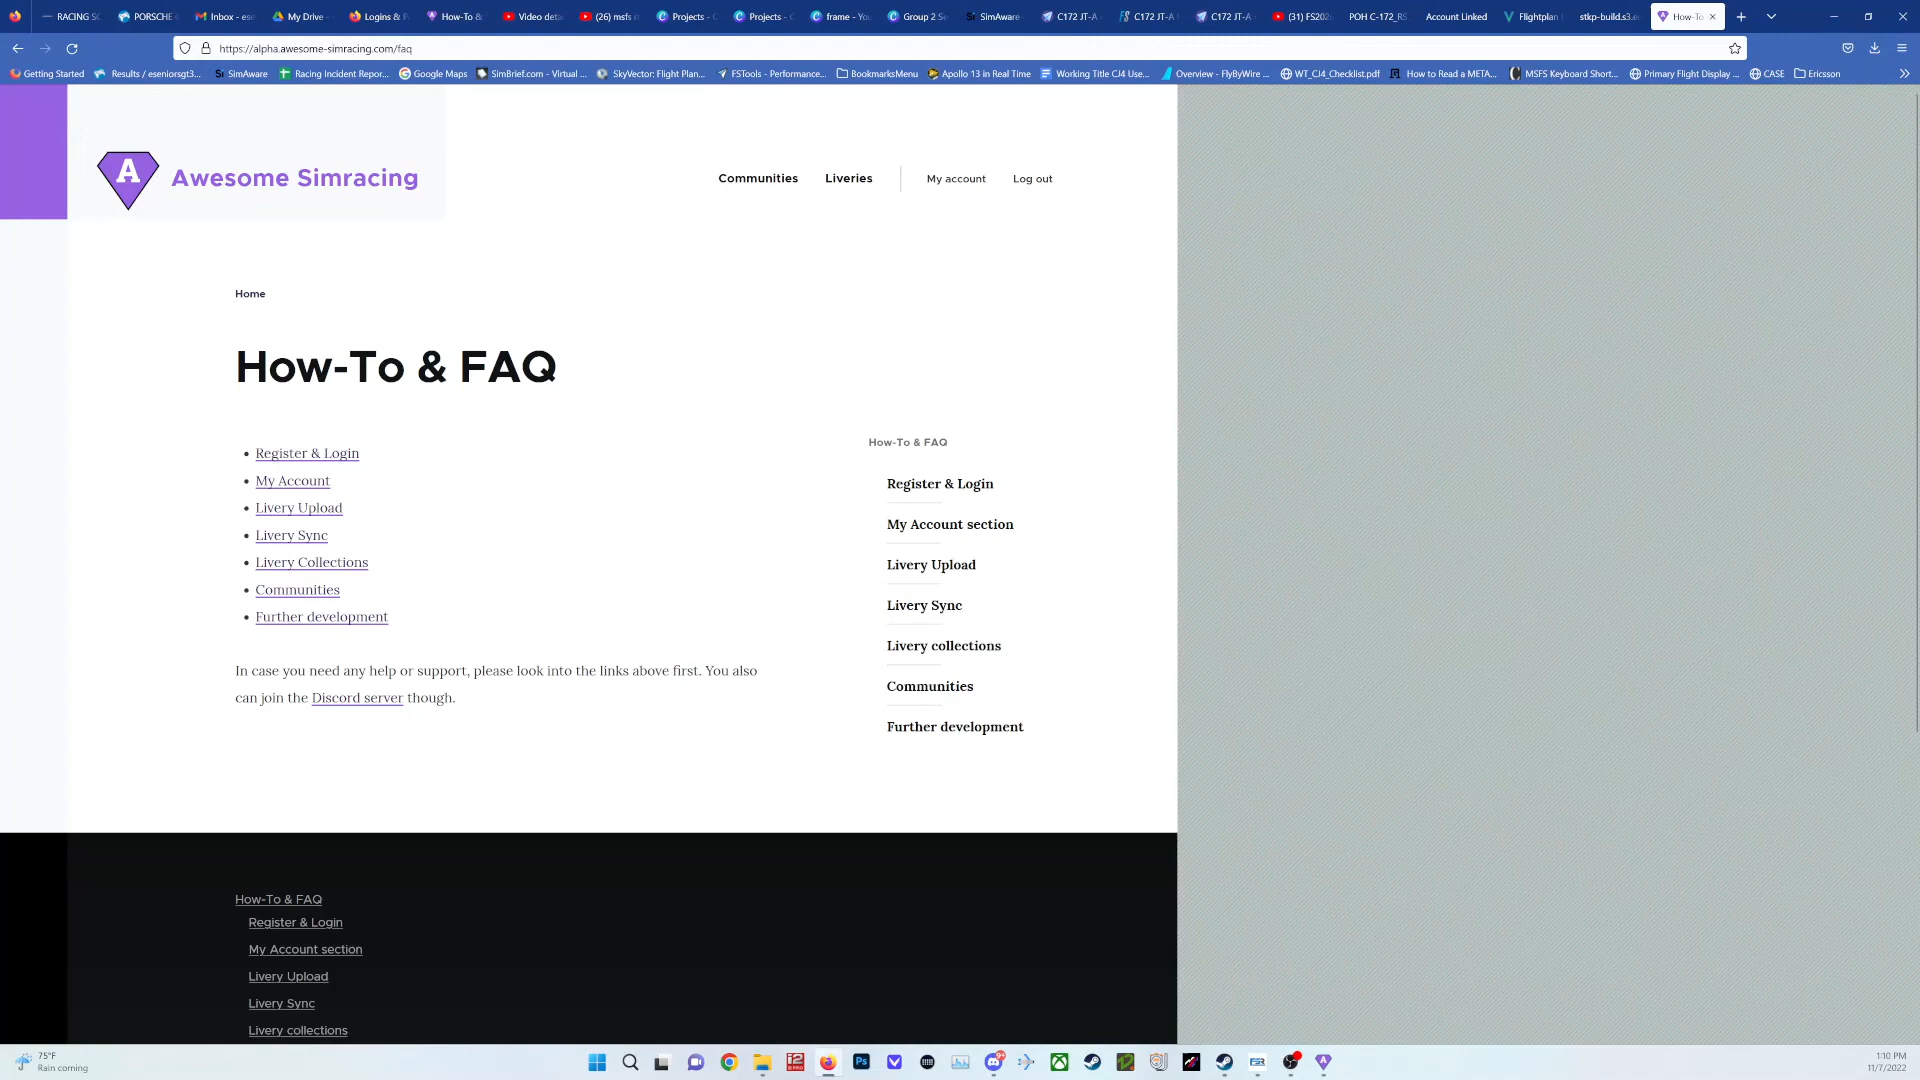 RACING SC
PORSCHE
Inbox - ese
My Drive -
Logins & P
How-To &
Video deta
(26) msfs r
Projects - C
Projects - C
frame - You
Group 2 Se
SimAware
C172 JT-A
C172 JT-A
C172 JT-A
(31) FS202
POH C-172_RS
Account Linked
Flightplan
stkp-build.s3.e
How-To
https://alpha.awesome-simracing.com/faq
Getting Started
Results / eseniorsgt3...
SimAware
Racing Incident Repor...
Google Maps
SimBrief.com - Virtual ...
SkyVector: Flight Plan...
FSTools - Performance...
BookmarksMenu
Apollo 13 in Real Time
Working Title CJ4 Use...
Overview - FlyByWire ...
WT_CJ4_Checklist.pdf
How to Read a META...
MSFS Keyboard Short...
Primary Flight Display ...
CASE
Ericsson
A Awesome Simracing
Communities
Liveries
My account
Log out
Home
How-To & FAQ
Register & Login
My Account
Livery Upload
Livery Sync
Livery Collections
Communities
Further development
In case you need any help or support, please look into the links above first. You also
can join the Discord server though.
How-To & FAQ
Register & Login
My Account section
Livery Upload
Livery Sync
Livery collections
Communities
Further development
How-To & FAQ
Register & Login
My Account section
Livery Upload
Livery Sync
Livery collections
75°F
Rain coming
1:10 PM
11/7/2022